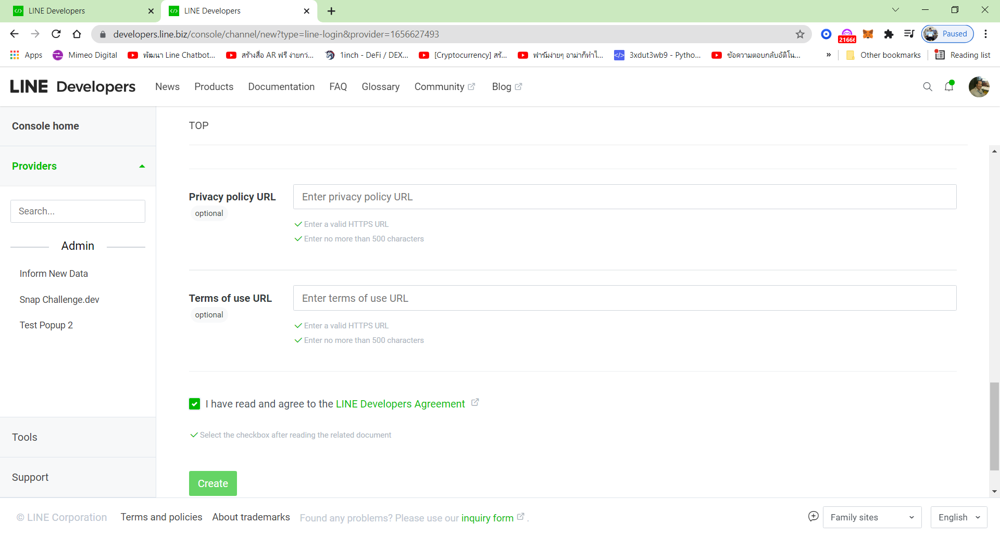 LINE Developers
LINE Developers
developers.line.biz/console/channel/new?type=line-login&provider=1656627493
21666
Paused
Apps
Mimeo Digital
พัฒนา Line Chatbot...
สร้างสื่อ AR ฟรี ง่ายกว่...
1inch - DeFi / DEX...
[Cryptocurrency] สร้...
ฟาร์มง่ายๆ อาม่าก็ทำไ...
3xdut3wb9 - Pytho...
ข้อความตอบกลับอัติโน...
»
Other bookmarks
Reading list
LINE Developers
News
Products
Documentation
FAQ
Glossary
Community
Blog
Console home
Providers
Search...
Admin
Inform New Data
Snap Challenge.dev
Test Popup 2
Tools
Support
TOP
Privacy policy URL
optional
Enter privacy policy URL
Enter a valid HTTPS URL
Enter no more than 500 characters
Terms of use URL
optional
Enter terms of use URL
Enter a valid HTTPS URL
Enter no more than 500 characters
I have read and agree to the LINE Developers Agreement
Select the checkbox after reading the related document
Create
© LINE Corporation
Terms and policies
About trademarks
Found any problems? Please use our inquiry form .
Family sites
English